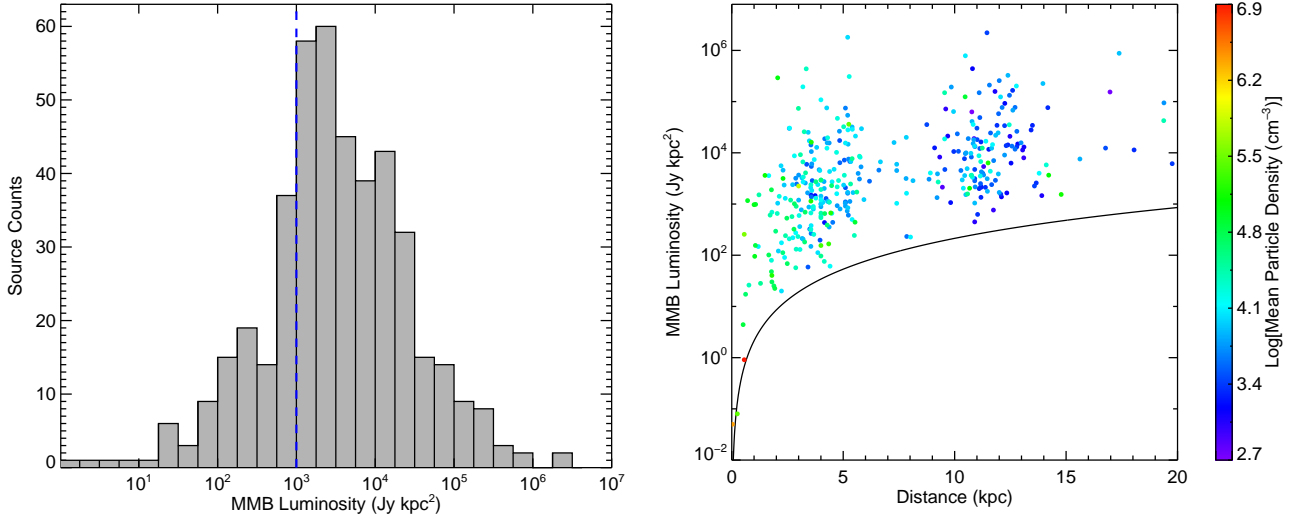 60
50
40
30
20
10
0
Source Counts
10¹ 10² 10³ 10⁴ 10⁵ 10⁶ 10⁷
MMB Luminosity (Jy kpc²)
10⁶
10⁴
10²
10⁰
10⁻²
MMB Luminosity (Jy kpc²)
0 5 10 15 20
Distance (kpc)
6.9
6.2
5.5
4.8
4.1
3.4
2.7
Log[Mean Particle Density (cm⁻³)]